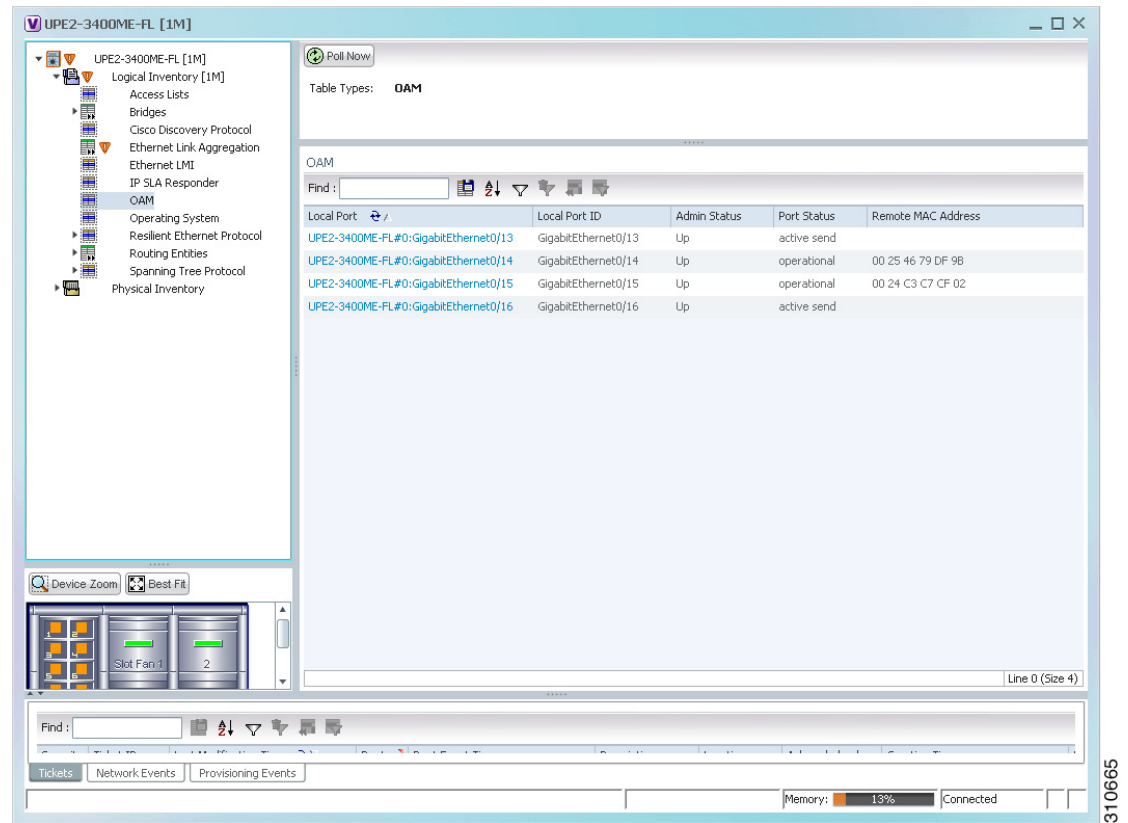 UPE2-3400ME-FL [1M]
UPE2-3400ME-FL [1M]
Logical Inventory [1M]
Access Lists
Bridges
Cisco Discovery Protocol
Ethernet Link Aggregation
Ethernet LMI
IP SLA Responder
OAM
Operating System
Resilient Ethernet Protocol
Routing Entities
Spanning Tree Protocol
Physical Inventory
Poll Now
Table Types: OAM
OAM
Find :
Local Port Local Port ID Admin Status Port Status Remote MAC Address
UPE2-3400ME-FL#0:GigabitEthernet0/13 GigabitEthernet0/13 Up active send
UPE2-3400ME-FL#0:GigabitEthernet0/14 GigabitEthernet0/14 Up operational 00 25 46 79 DF 9B
UPE2-3400ME-FL#0:GigabitEthernet0/15 GigabitEthernet0/15 Up operational 00 24 C3 C7 CF 02
UPE2-3400ME-FL#0:GigabitEthernet0/16 GigabitEthernet0/16 Up active send
Line 0 (Size 4)
Device Zoom Best Fit
1 2
3 4
5 6
Slot Fan 1 2
Find :
Tickets Network Events Provisioning Events
Memory: 13% Connected
310665